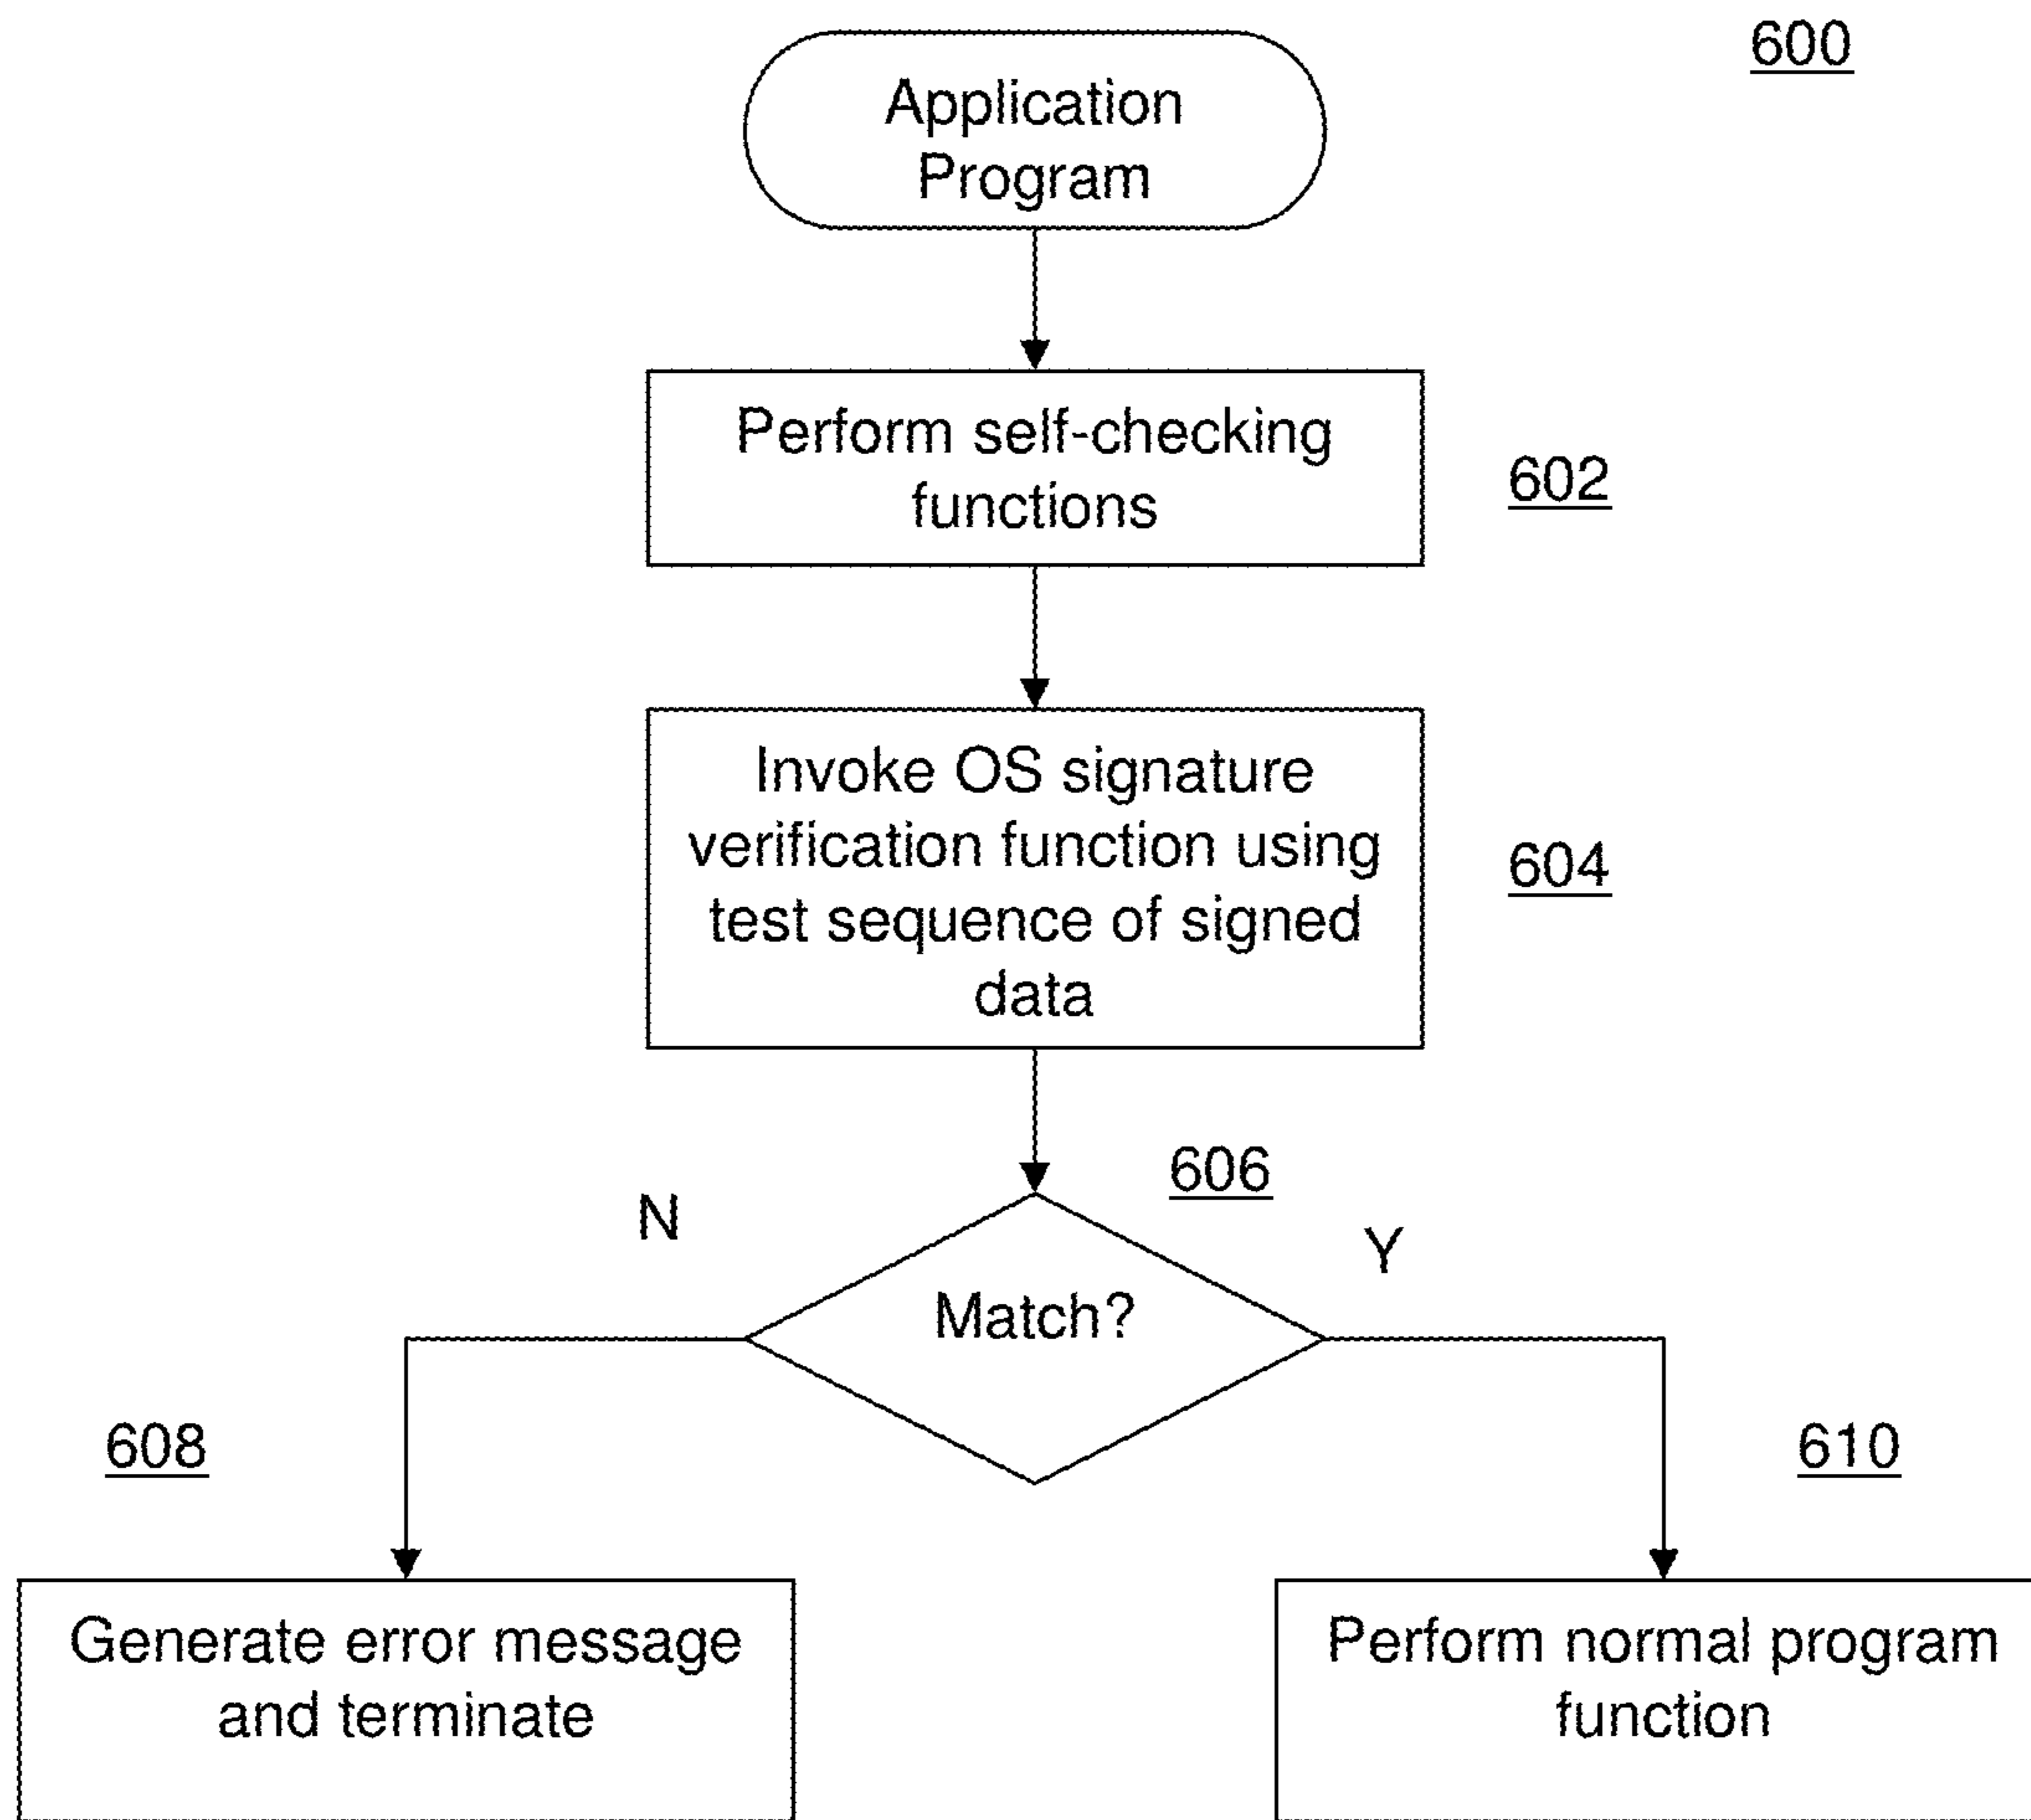 600
Application
Program
Perform self-checking
functions
602
Invoke OS signature
verification function using
test sequence of signed
data
604
606
N
Y
Match?
608
610
Generate error message
and terminate
Perform normal program
function